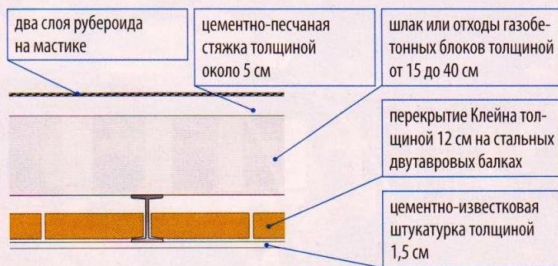 два слоя рубероида
на мастике
цементно-песчаная
стяжка толщиной
около 5 см
шлак или отходы газобе-
тонных блоков толщиной
от 15 до 40 см
перекрытие Клейна тол-
щиной 12 см на стальных
двутавровых балках
цементно-известковая
штукатурка толщиной
1,5 см